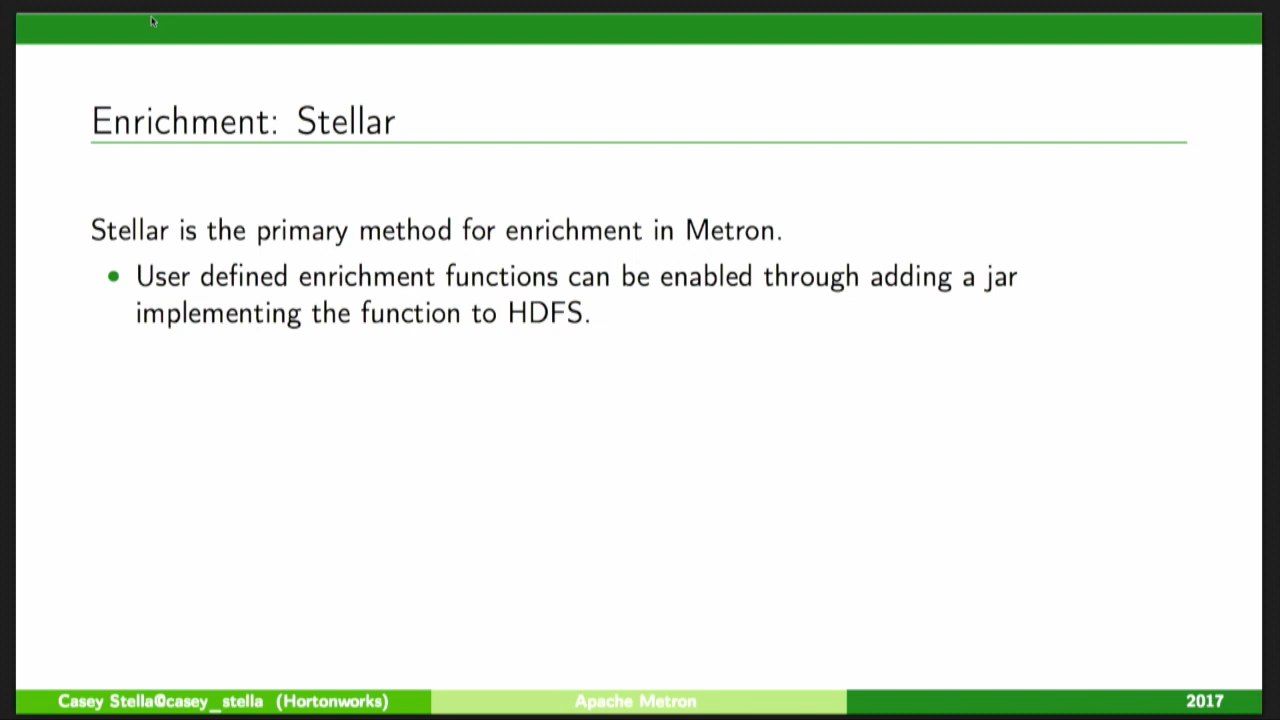 Enrichment: Stellar
Stellar is the primary method for enrichment in Metron.
• User defined enrichment functions can be enabled through adding a jar
implementing the function to HDFS.
Casey Stella@casey_stella (Hortonworks) Apache Metron 2017